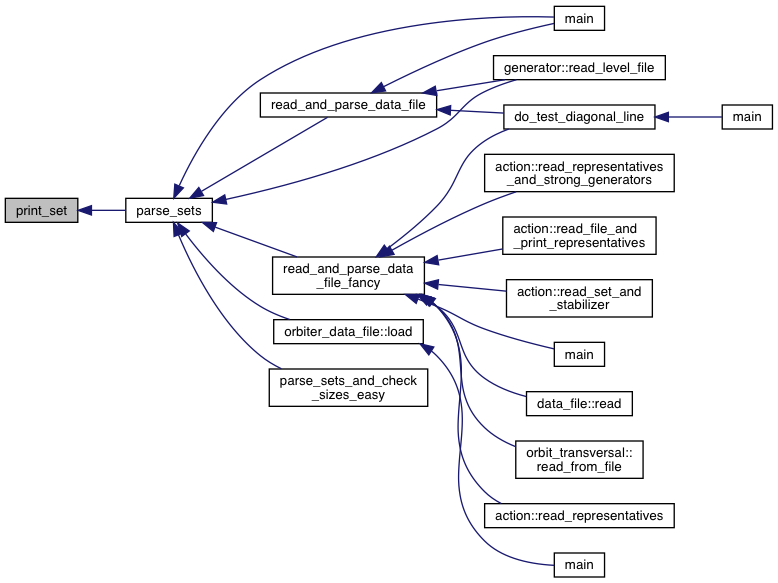 main
generator::read_level_file
read_and_parse_data_file
do_test_diagonal_line
main
action::read_representatives
_and_strong_generators
print_set
parse_sets
action::read_file_and
_print_representatives
read_and_parse_data
_file_fancy
action::read_set_and
_stabilizer
orbiter_data_file::load
main
parse_sets_and_check
_sizes_easy
data_file::read
orbit_transversal::
read_from_file
action::read_representatives
main